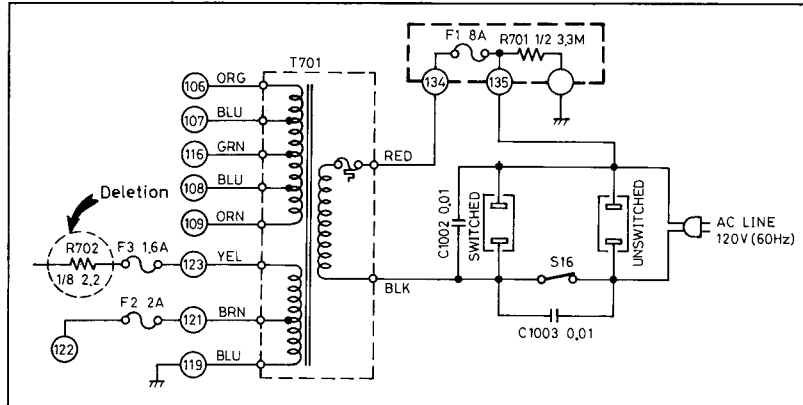 F1 8A
R701 1/2 3,3M
T701
134
135
106 ORG
107 BLU
116 GRN
108 BLU
109 ORN
RED
Deletion
R702
1/8 2,2
F3 1,6A
123 YEL
C1002 0,01
SWITCHED
UNSWITCHED
AC LINE
120V (60Hz)
S16
BLK
F2 2A
121 BRN
122
119 BLU
C1003 0,01